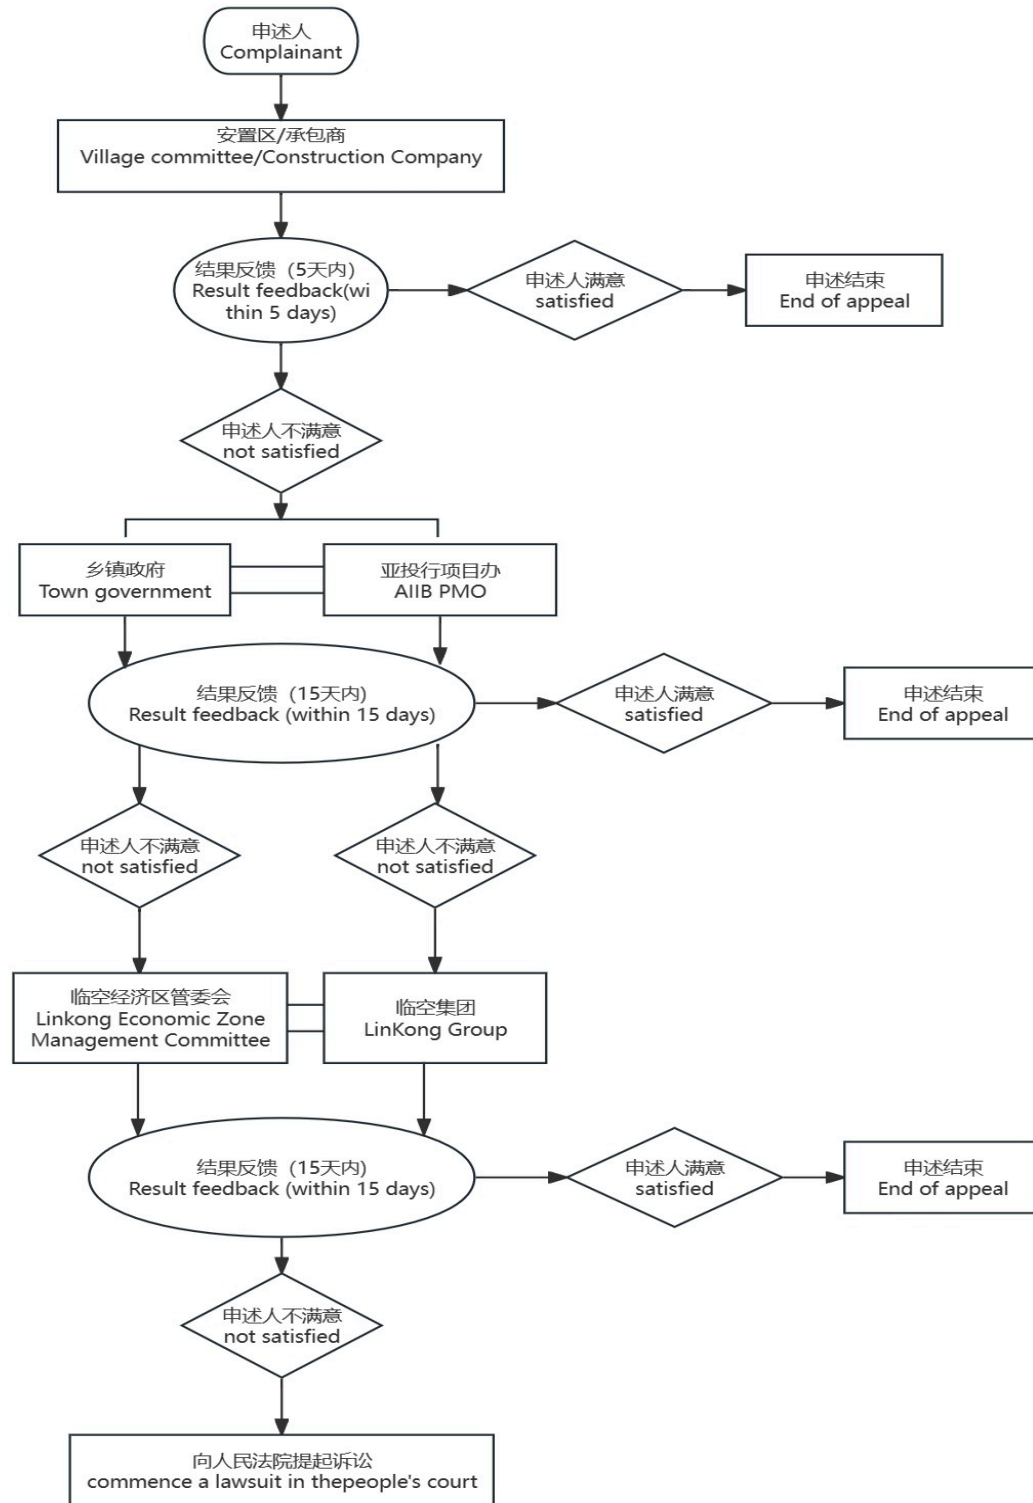 申述人
Complainant
安置区/承包商
Village committee/Construction Company
结果反馈（5天内）
Result feedback(wi
thin 5 days)
申述人满意
satisfied
申述结束
End of appeal
申述人不满意
not satisfied
乡镇政府
Town government
亚投行项目办
AIIB PMO
结果反馈（15天内）
Result feedback (within 15 days)
申述人满意
satisfied
申述结束
End of appeal
申述人不满意
not satisfied
申述人不满意
not satisfied
临空经济区管委会
Linkong Economic Zone
Management Committee
临空集团
LinKong Group
结果反馈（15天内）
Result feedback (within 15 days)
申述人满意
satisfied
申述结束
End of appeal
申述人不满意
not satisfied
向人民法院提起诉讼
commence a lawsuit in thepeople's court